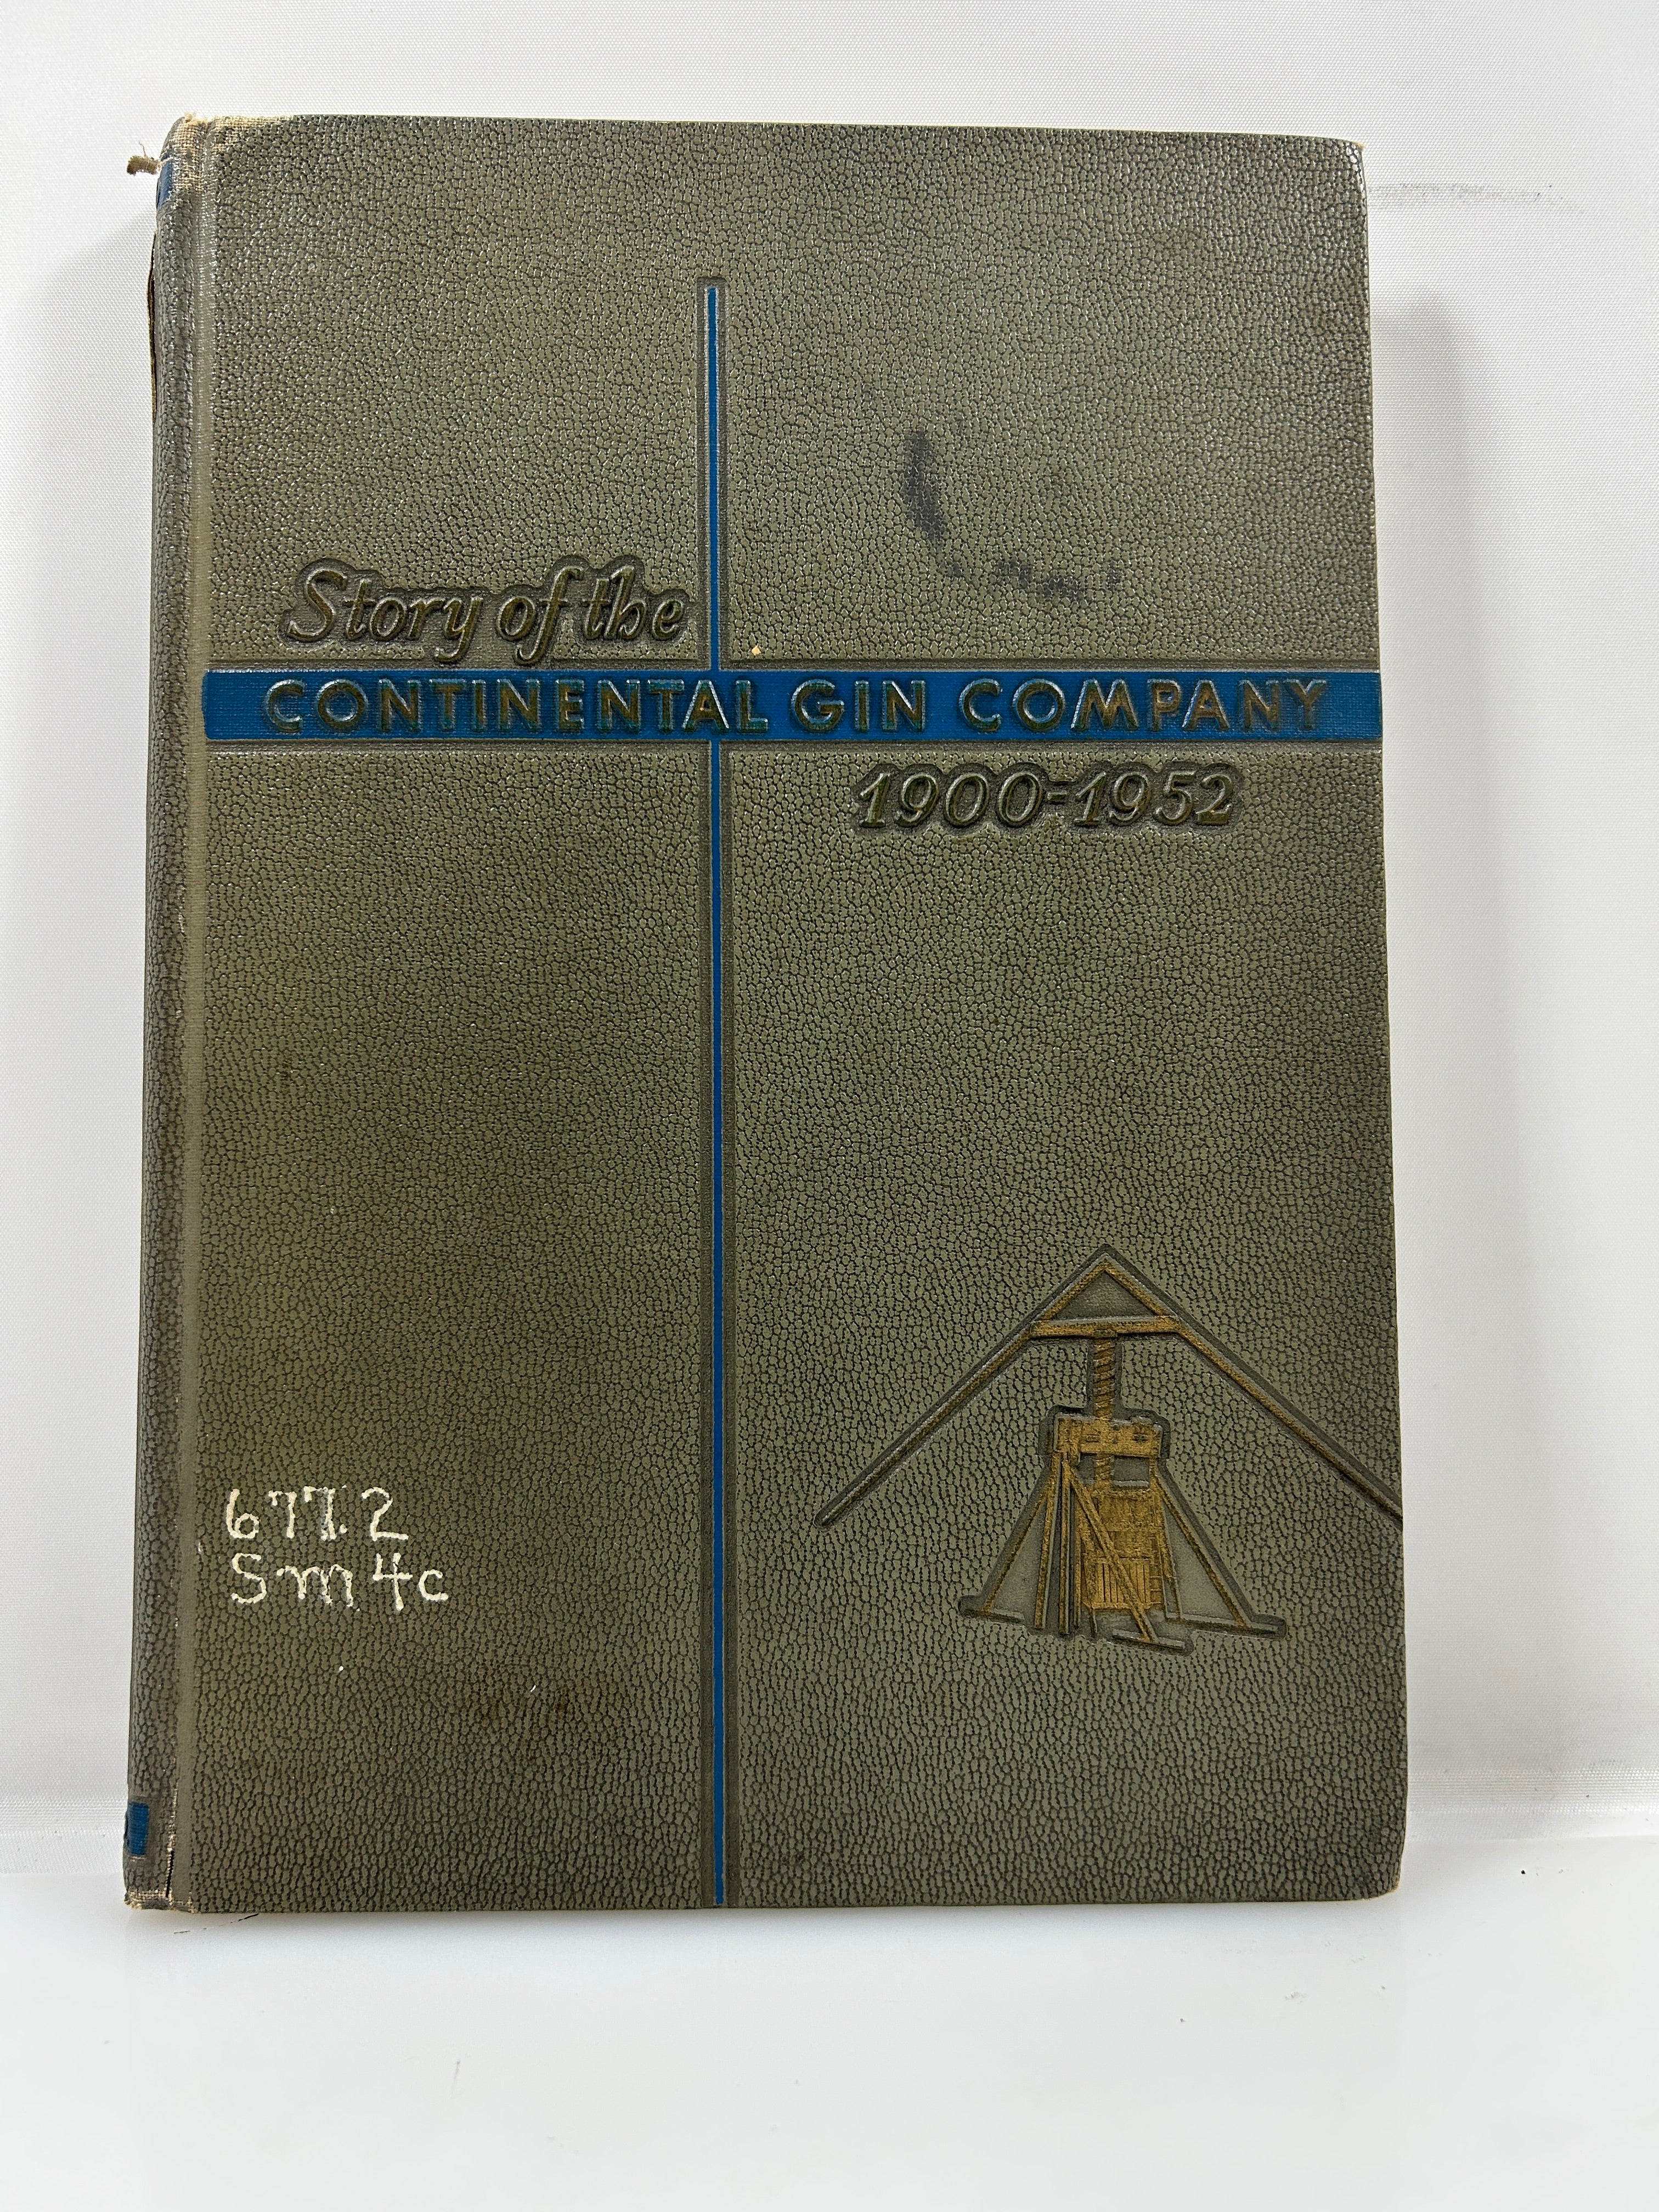 Story of the
CONTINENTAL GIN COMPANY
1900-1952
677.2
Sm4c